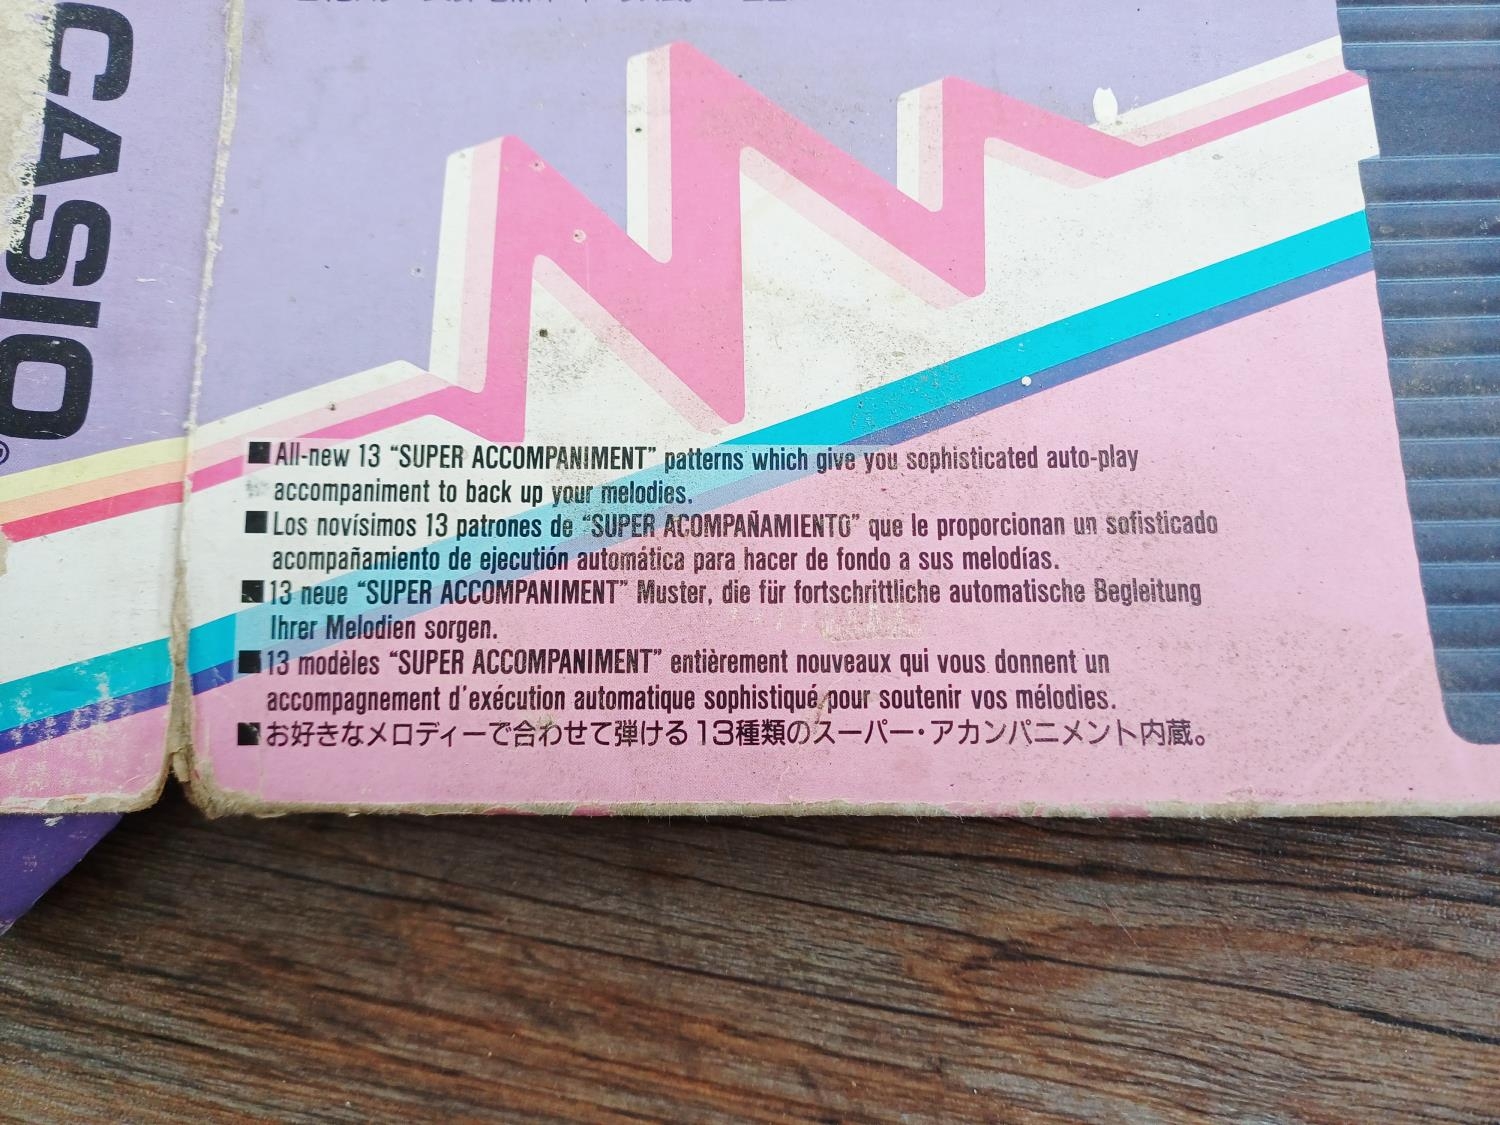 CASIO®
■All-new 13 “SUPER ACCOMPANIMENT” patterns which give you sophisticated auto-play
accompaniment to back up your melodies.
■Los novísimos 13 patrones de “SUPER ACOMPAÑAMIENTO” que le proporcionan un sofisticado
acompañamiento de ejecutión automática para hacer de fondo a sus melodías.
■13 neue “SUPER ACCOMPANIMENT” Muster, die für fortschrittliche automatische Begleitung
Ihrer Melodien sorgen.
■13 modèles “SUPER ACCOMPANIMENT” entièrement nouveaux qui vous donnent un
accompagnement d'exécution automatique sophistiqué pour soutenir vos mélodies.
■お好きなメロディーで合わせて弾ける13種類のスーパー・アカンパニメント内蔵。